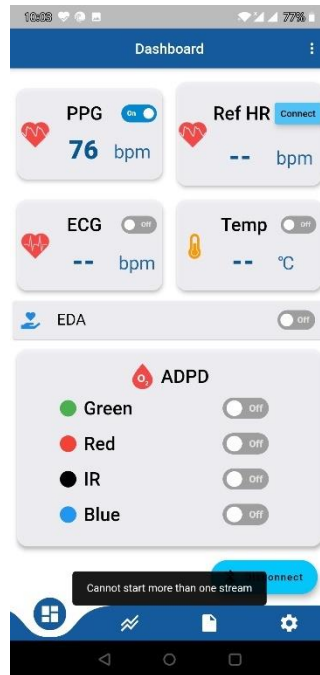 10:03 77%
Dashboard
PPG On
76 bpm
Ref HR Connect
-- bpm
ECG Off
-- bpm
Temp Off
-- °C
EDA Off
O₂ ADPD
Green Off
Red Off
IR Off
Blue Off
Cannot start more than one stream